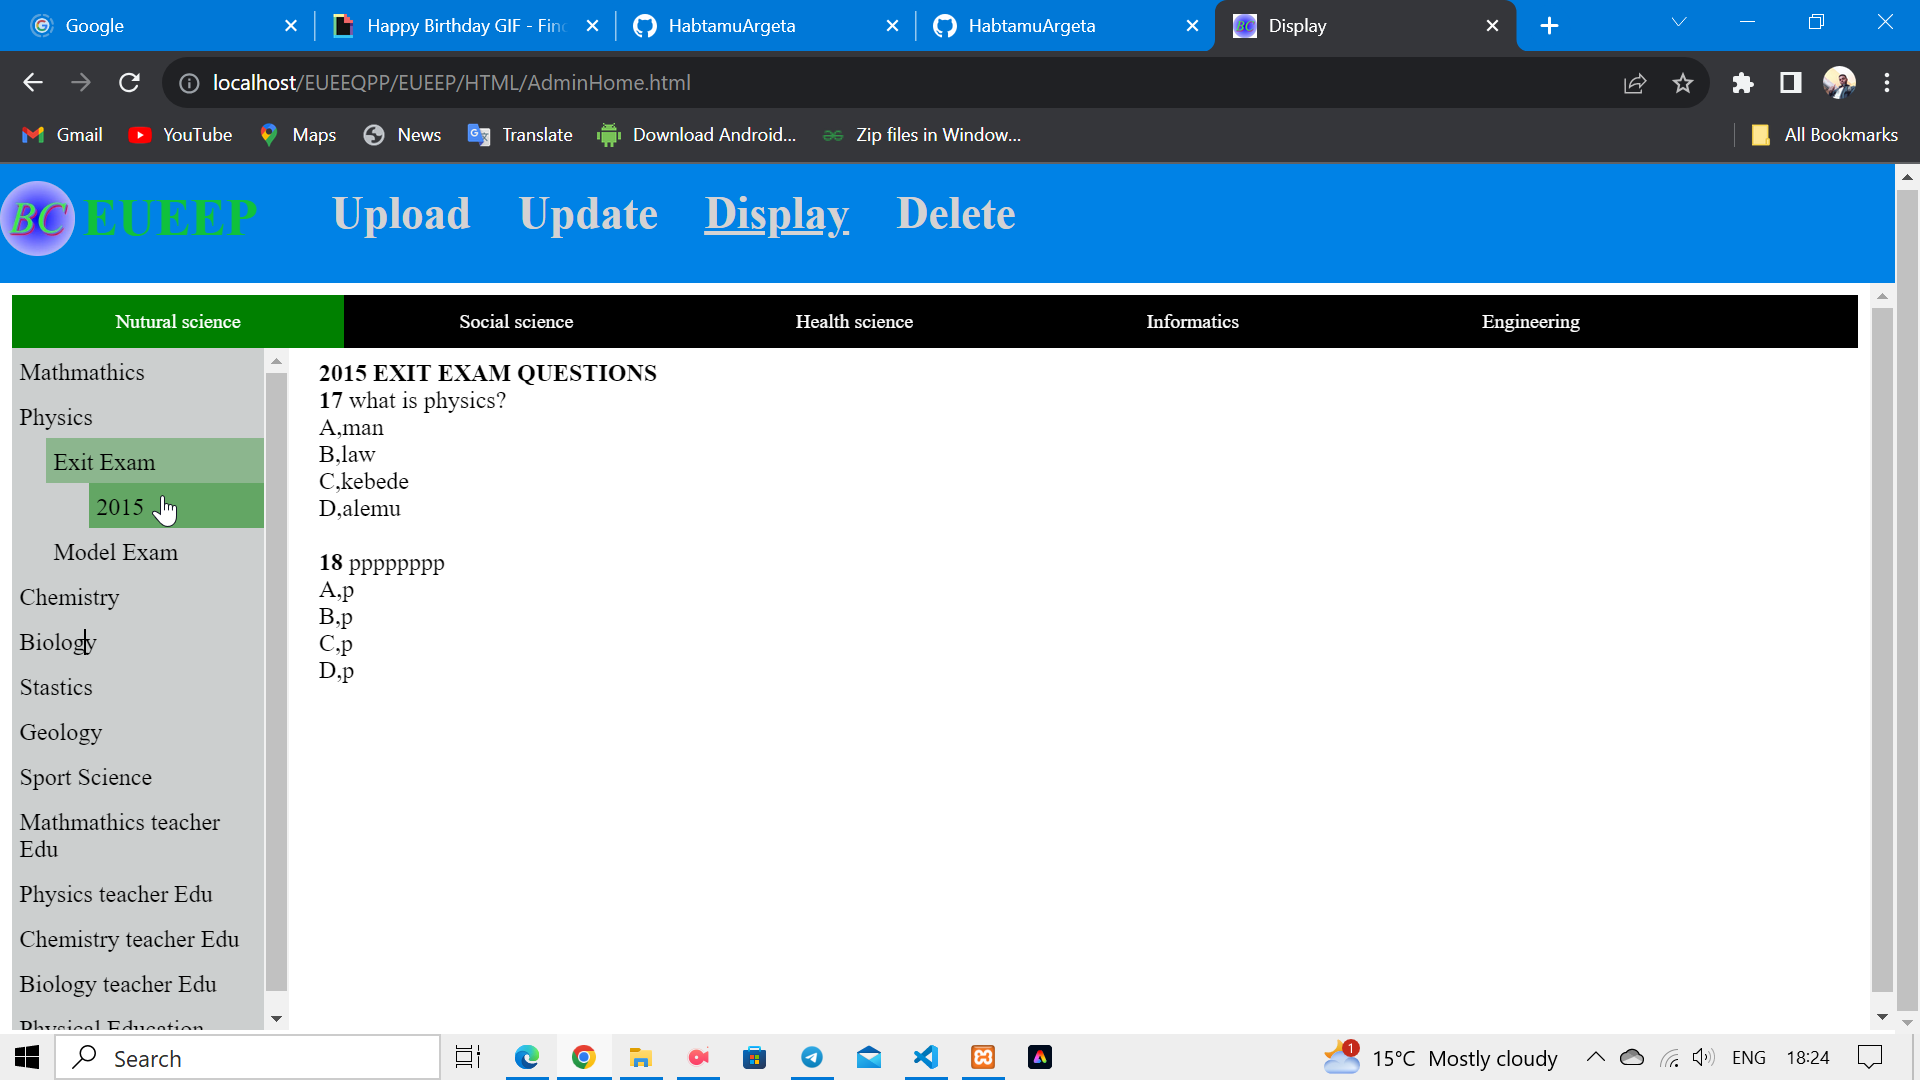 Google
Happy Birthday GIF - Fin
HabtamuArgeta
HabtamuArgeta
Display
localhost/EUEEQPP/EUEEP/HTML/AdminHome.html
Gmail
YouTube
Maps
News
Translate
Download Android...
Zip files in Window...
All Bookmarks
BC EUEEP
Upload
Update
Display
Delete
Nutural science
Social science
Health science
Informatics
Engineering
Mathmathics
Physics
Exit Exam
2015
Model Exam
Chemistry
Biology
Stastics
Geology
Sport Science
Mathmathics teacher
Edu
Physics teacher Edu
Chemistry teacher Edu
Biology teacher Edu
Physical Education
2015 EXIT EXAM QUESTIONS
17 what is physics?
A,man
B,law
C,kebede
D,alemu
18 pppppppp
A,p
B,p
C,p
D,p
Search
1
15°C Mostly cloudy
ENG
18:24